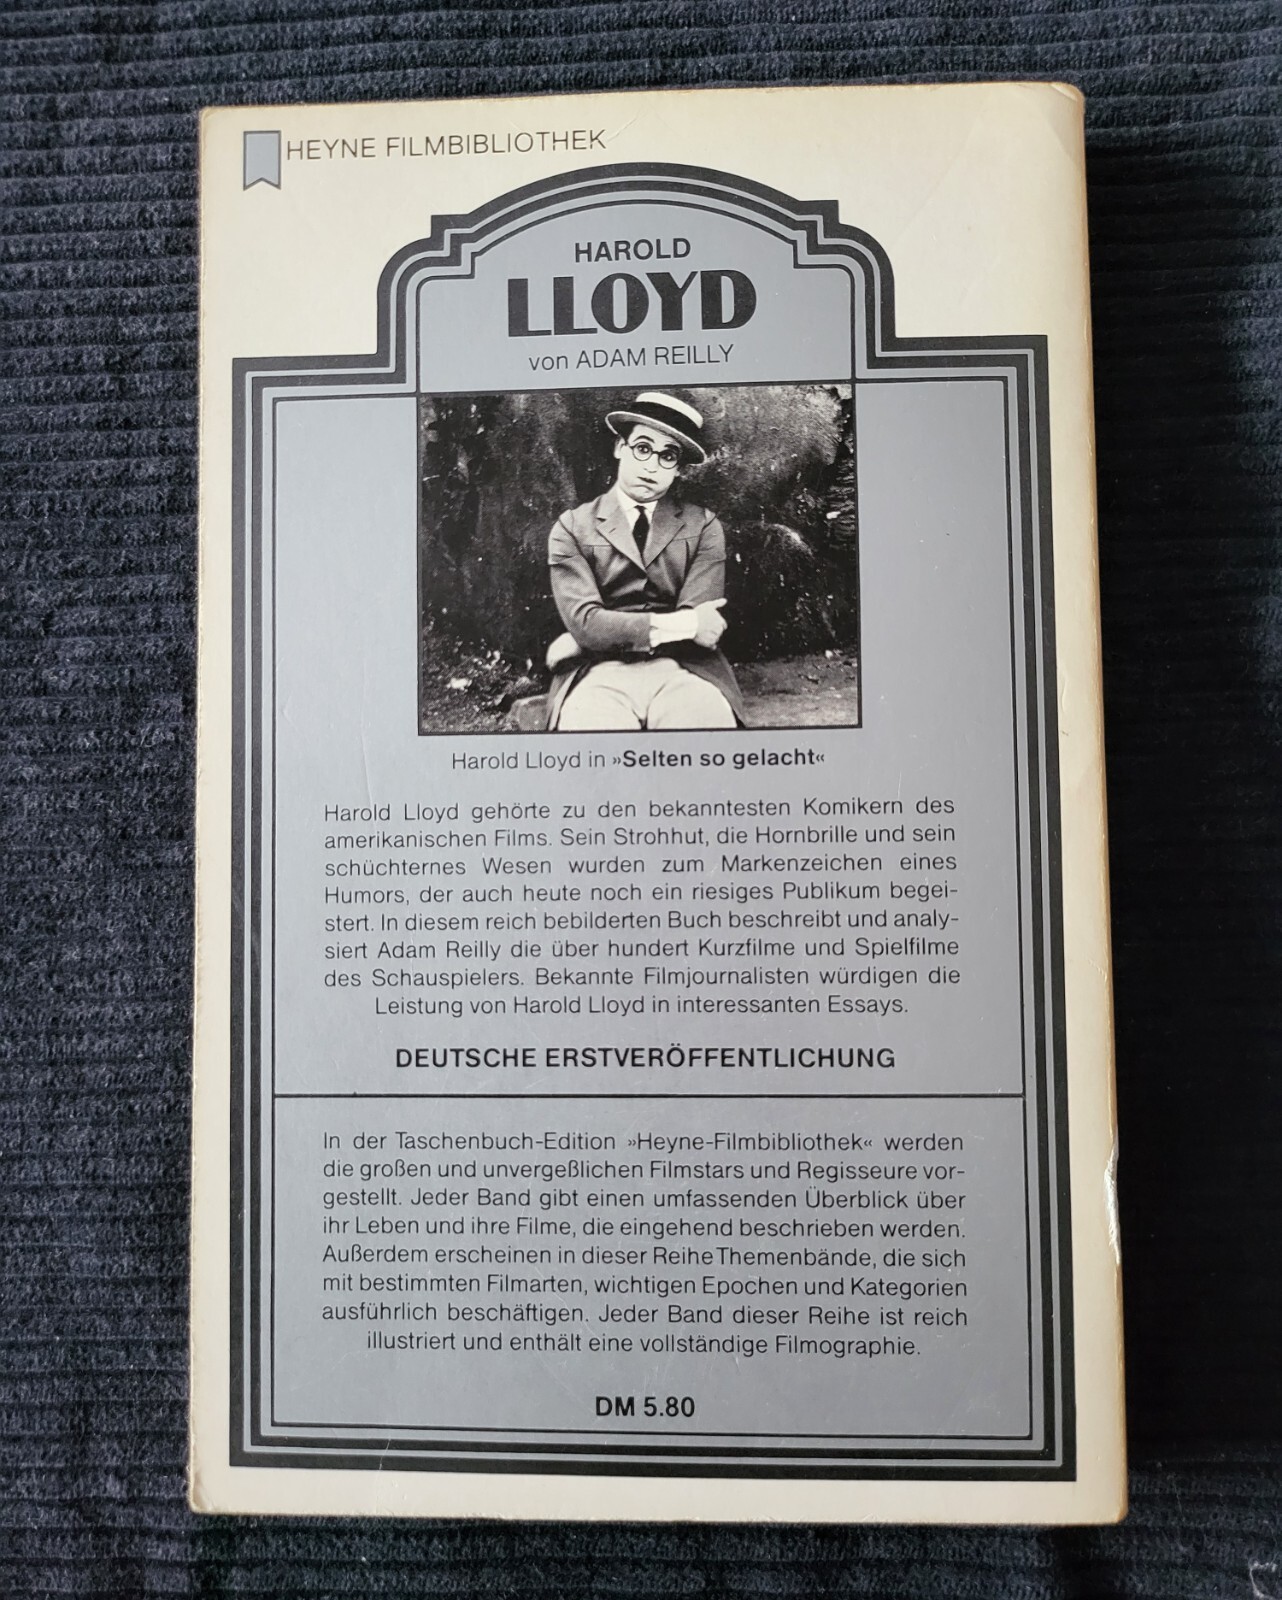 HEYNE FILMBIBLIOTHEK
HAROLD
LLOYD
von ADAM REILLY
Harold Lloyd in »Selten so gelacht«
Harold Lloyd gehörte zu den bekanntesten Komikern des
amerikanischen Films. Sein Strohhut, die Hornbrille und sein
schüchternes Wesen wurden zum Markenzeichen eines
Humors, der auch heute noch ein riesiges Publikum begei-
stert. In diesem reich bebilderten Buch beschreibt und analy-
siert Adam Reilly die über hundert Kurzfilme und Spielfilme
des Schauspielers. Bekannte Filmjournalisten würdigen die
Leistung von Harold Lloyd in interessanten Essays.
DEUTSCHE ERSTVERÖFFENTLICHUNG
In der Taschenbuch-Edition »Heyne-Filmbibliothek« werden
die großen und unvergeßlichen Filmstars und Regisseure vor-
gestellt. Jeder Band gibt einen umfassenden Überblick über
ihr Leben und ihre Filme, die eingehend beschrieben werden.
Außerdem erscheinen in dieser Reihe Themenbände, die sich
mit bestimmten Filmarten, wichtigen Epochen und Kategorien
ausführlich beschäftigen. Jeder Band dieser Reihe ist reich
illustriert und enthält eine vollständige Filmographie.
DM 5.80